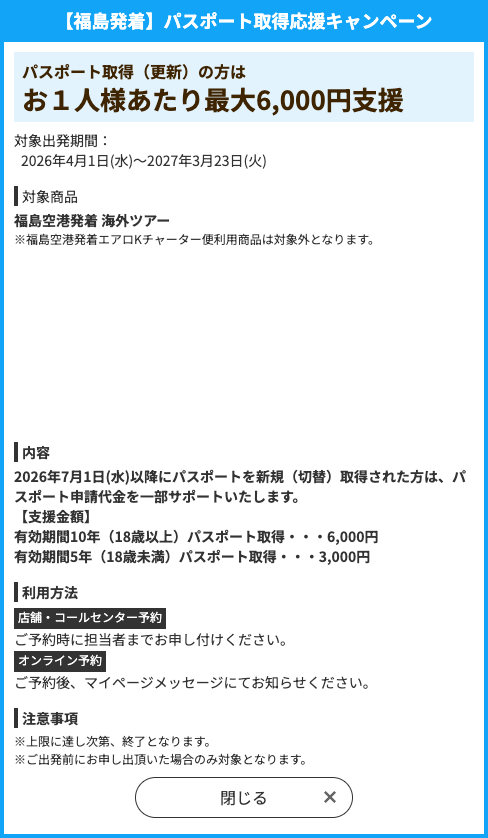 【福島発着】パスポート取得応援キャンペーン
パスポート取得（更新）の方は
お１人様あたり最大6,000円支援
対象出発期間：
2026年4月1日(水)～2027年3月23日(火)
対象商品
福島空港発着 海外ツアー
※福島空港発着エアロKチャーター便利用商品は対象外となります。
内容
2026年7月1日(水)以降にパスポートを新規（切替）取得された方は、パ
スポート申請代金を一部サポートいたします。
【支援金額】
有効期間10年（18歳以上）パスポート取得・・・6,000円
有効期間5年（18歳未満）パスポート取得・・・3,000円
利用方法
店舗・コールセンター予約
ご予約時に担当者までお申し付けください。
オンライン予約
ご予約後、マイページメッセージにてお知らせください。
注意事項
※上限に達し次第、終了となります。
※ご出発前にお申し出頂いた場合のみ対象となります。
閉じる ×